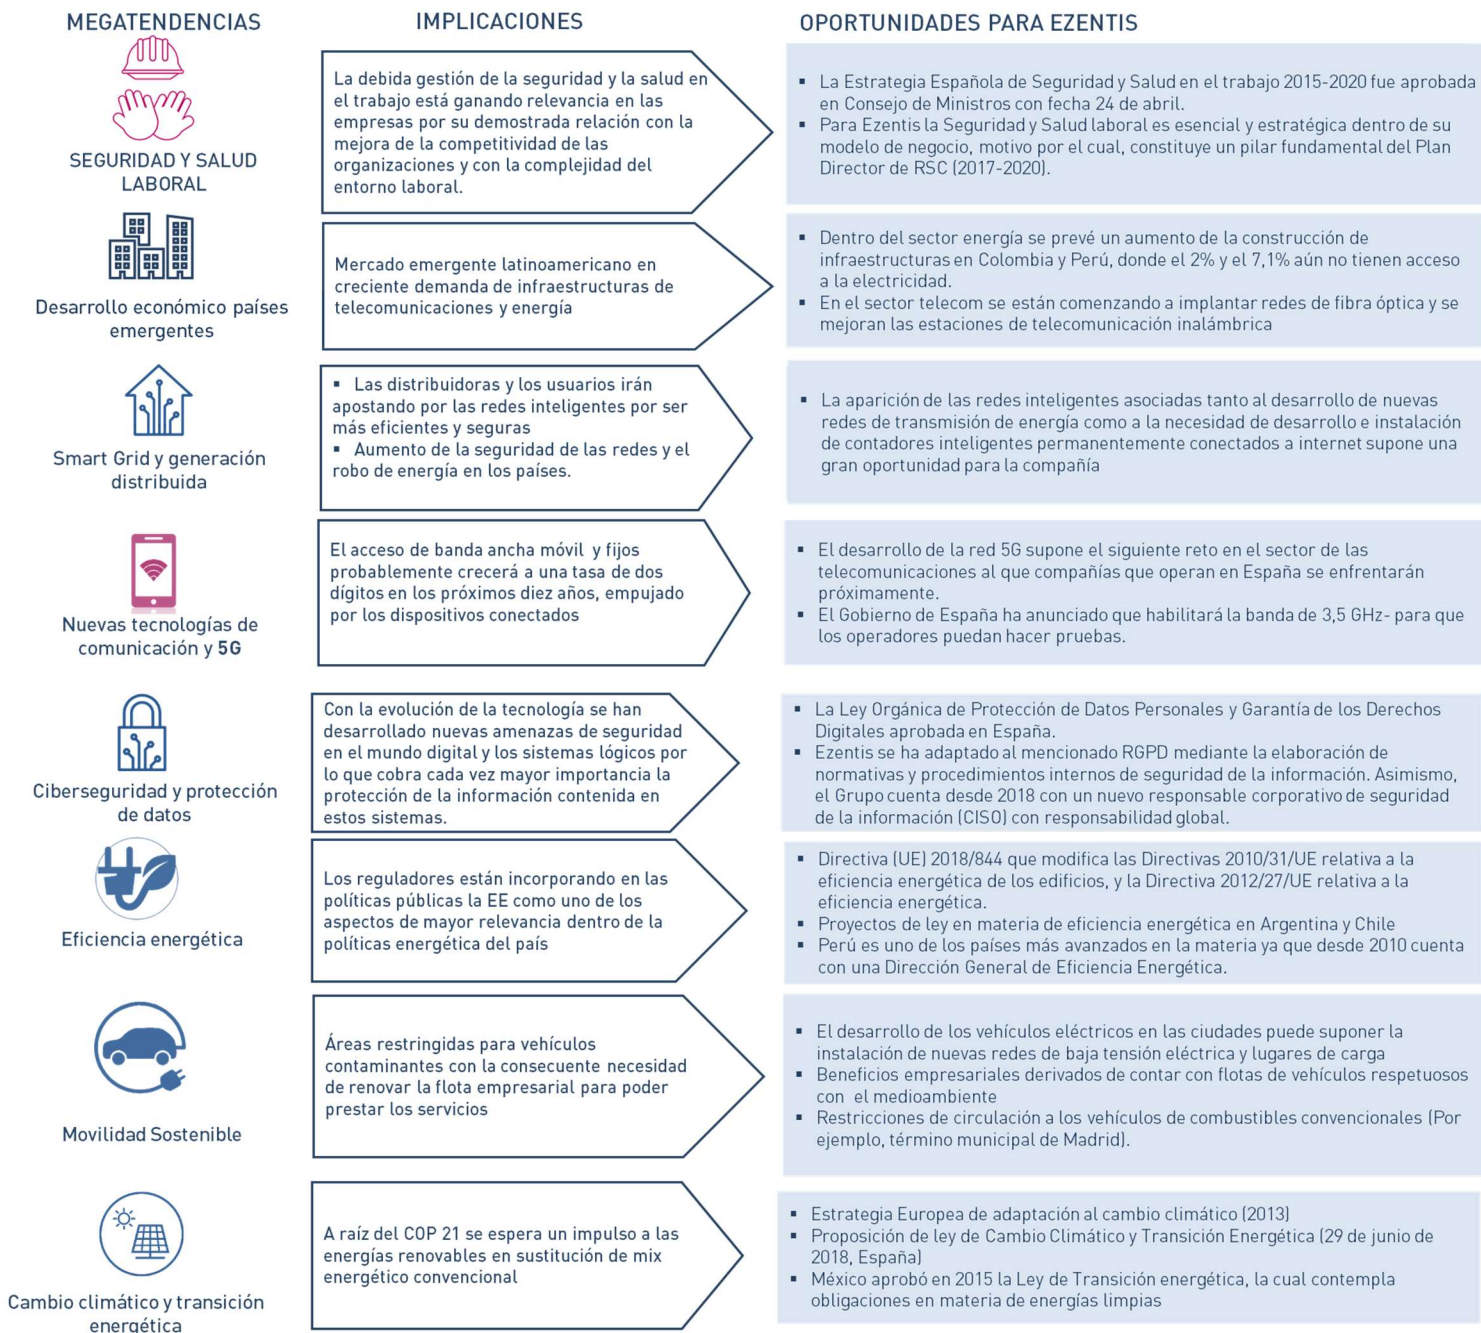 MEGATENDENCIAS
IMPLICACIONES
OPORTUNIDADES PARA EZENTIS
SEGURIDAD Y SALUD
LABORAL
La debida gestión de la seguridad y la salud en
el trabajo está ganando relevancia en las
empresas por su demostrada relación con la
mejora de la competitividad de las
organizaciones y con la complejidad del
entorno laboral.
▪ La Estrategia Española de Seguridad y Salud en el trabajo 2015-2020 fue aprobada
en Consejo de Ministros con fecha 24 de abril.
▪ Para Ezentis la Seguridad y Salud laboral es esencial y estratégica dentro de su
modelo de negocio, motivo por el cual, constituye un pilar fundamental del Plan
Director de RSC (2017-2020).
Desarrollo económico países
emergentes
Mercado emergente latinoamericano en
creciente demanda de infraestructuras de
telecomunicaciones y energía
▪ Dentro del sector energía se prevé un aumento de la construcción de
infraestructuras en Colombia y Perú, donde el 2% y el 7,1% aún no tienen acceso
a la electricidad.
▪ En el sector telecom se están comenzando a implantar redes de fibra óptica y se
mejoran las estaciones de telecomunicación inalámbrica
Smart Grid y generación
distribuida
▪ Las distribuidoras y los usuarios irán
apostando por las redes inteligentes por ser
más eficientes y seguras
▪ Aumento de la seguridad de las redes y el
robo de energía en los países.
▪ La aparición de las redes inteligentes asociadas tanto al desarrollo de nuevas
redes de transmisión de energía como a la necesidad de desarrollo e instalación
de contadores inteligentes permanentemente conectados a internet supone una
gran oportunidad para la compañía
Nuevas tecnologías de
comunicación y 5G
El acceso de banda ancha móvil y fijos
probablemente crecerá a una tasa de dos
dígitos en los próximos diez años, empujado
por los dispositivos conectados
▪ El desarrollo de la red 5G supone el siguiente reto en el sector de las
telecomunicaciones al que compañías que operan en España se enfrentarán
próximamente.
▪ El Gobierno de España ha anunciado que habilitará la banda de 3,5 GHz- para que
los operadores puedan hacer pruebas.
Ciberseguridad y protección
de datos
Con la evolución de la tecnología se han
desarrollado nuevas amenazas de seguridad
en el mundo digital y los sistemas lógicos por
lo que cobra cada vez mayor importancia la
protección de la información contenida en
estos sistemas.
▪ La Ley Orgánica de Protección de Datos Personales y Garantía de los Derechos
Digitales aprobada en España.
▪ Ezentis se ha adaptado al mencionado RGPD mediante la elaboración de
normativas y procedimientos internos de seguridad de la información. Asimismo,
el Grupo cuenta desde 2018 con un nuevo responsable corporativo de seguridad
de la información (CISO) con responsabilidad global.
Eficiencia energética
Los reguladores están incorporando en las
políticas públicas la EE como uno de los
aspectos de mayor relevancia dentro de la
políticas energética del país
▪ Directiva (UE) 2018/844 que modifica las Directivas 2010/31/UE relativa a la
eficiencia energética de los edificios, y la Directiva 2012/27/UE relativa a la
eficiencia energética.
▪ Proyectos de ley en materia de eficiencia energética en Argentina y Chile
▪ Perú es uno de los países más avanzados en la materia ya que desde 2010 cuenta
con una Dirección General de Eficiencia Energética.
Movilidad Sostenible
Áreas restringidas para vehículos
contaminantes con la consecuente necesidad
de renovar la flota empresarial para poder
prestar los servicios
▪ El desarrollo de los vehículos eléctricos en las ciudades puede suponer la
instalación de nuevas redes de baja tensión eléctrica y lugares de carga
▪ Beneficios empresariales derivados de contar con flotas de vehículos respetuosos
con el medioambiente
▪ Restricciones de circulación a los vehículos de combustibles convencionales (Por
ejemplo, término municipal de Madrid).
Cambio climático y transición
energética
A raíz del COP 21 se espera un impulso a las
energías renovables en sustitución de mix
energético convencional
▪ Estrategia Europea de adaptación al cambio climático (2013)
▪ Proposición de ley de Cambio Climático y Transición Energética (29 de junio de
2018, España)
▪ México aprobó en 2015 la Ley de Transición energética, la cual contempla
obligaciones en materia de energías limpias